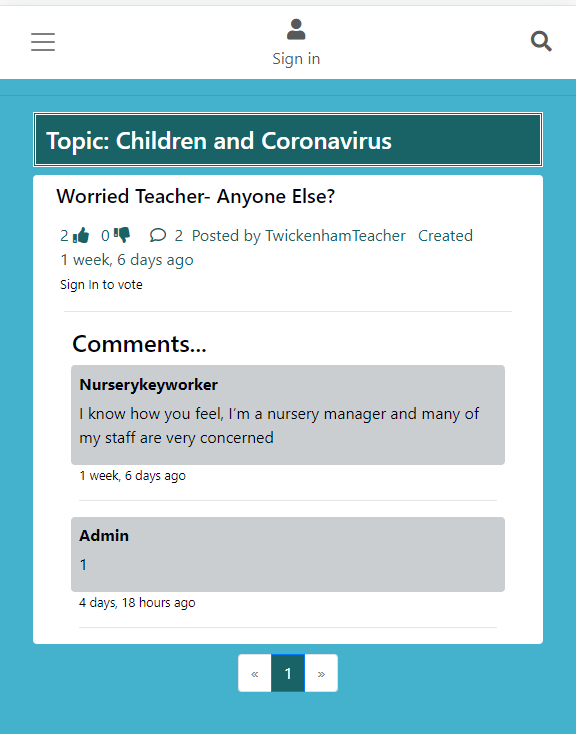 Sign in
Topic: Children and Coronavirus
Worried Teacher- Anyone Else?
2 0 2 Posted by TwickenhamTeacher Created
1 week, 6 days ago
Sign In to vote
Comments...
Nurserykeyworker
I know how you feel, I'm a nursery manager and many of
my staff are very concerned
1 week, 6 days ago
Admin
1
4 days, 18 hours ago
« 1 »